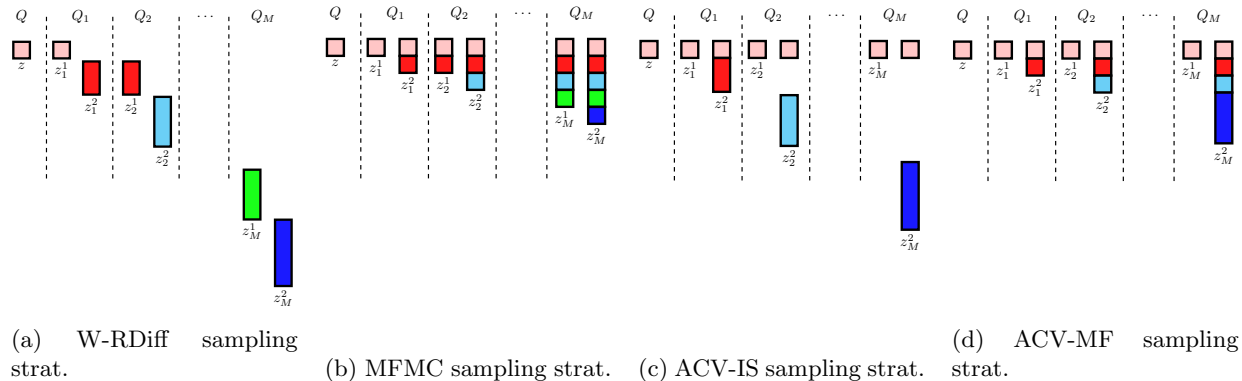 Q Q_1 Q_2 ⋯ Q_M
z z_1^1 z_1^2 z_2^1 z_2^2 z_M^1 z_M^2
(a) W-RDiff sampling
strat.
Q Q_1 Q_2 ⋯ Q_M
z z_1^1 z_1^2 z_2^1 z_2^2 z_M^1 z_M^2
(b) MFMC sampling strat.
Q Q_1 Q_2 ⋯ Q_M
z z_1^1 z_1^2 z_2^1 z_2^2 z_M^1 z_M^2
(c) ACV-IS sampling strat.
Q Q_1 Q_2 ⋯ Q_M
z z_1^1 z_1^2 z_2^1 z_2^2 z_M^1 z_M^2
(d) ACV-MF sampling
strat.